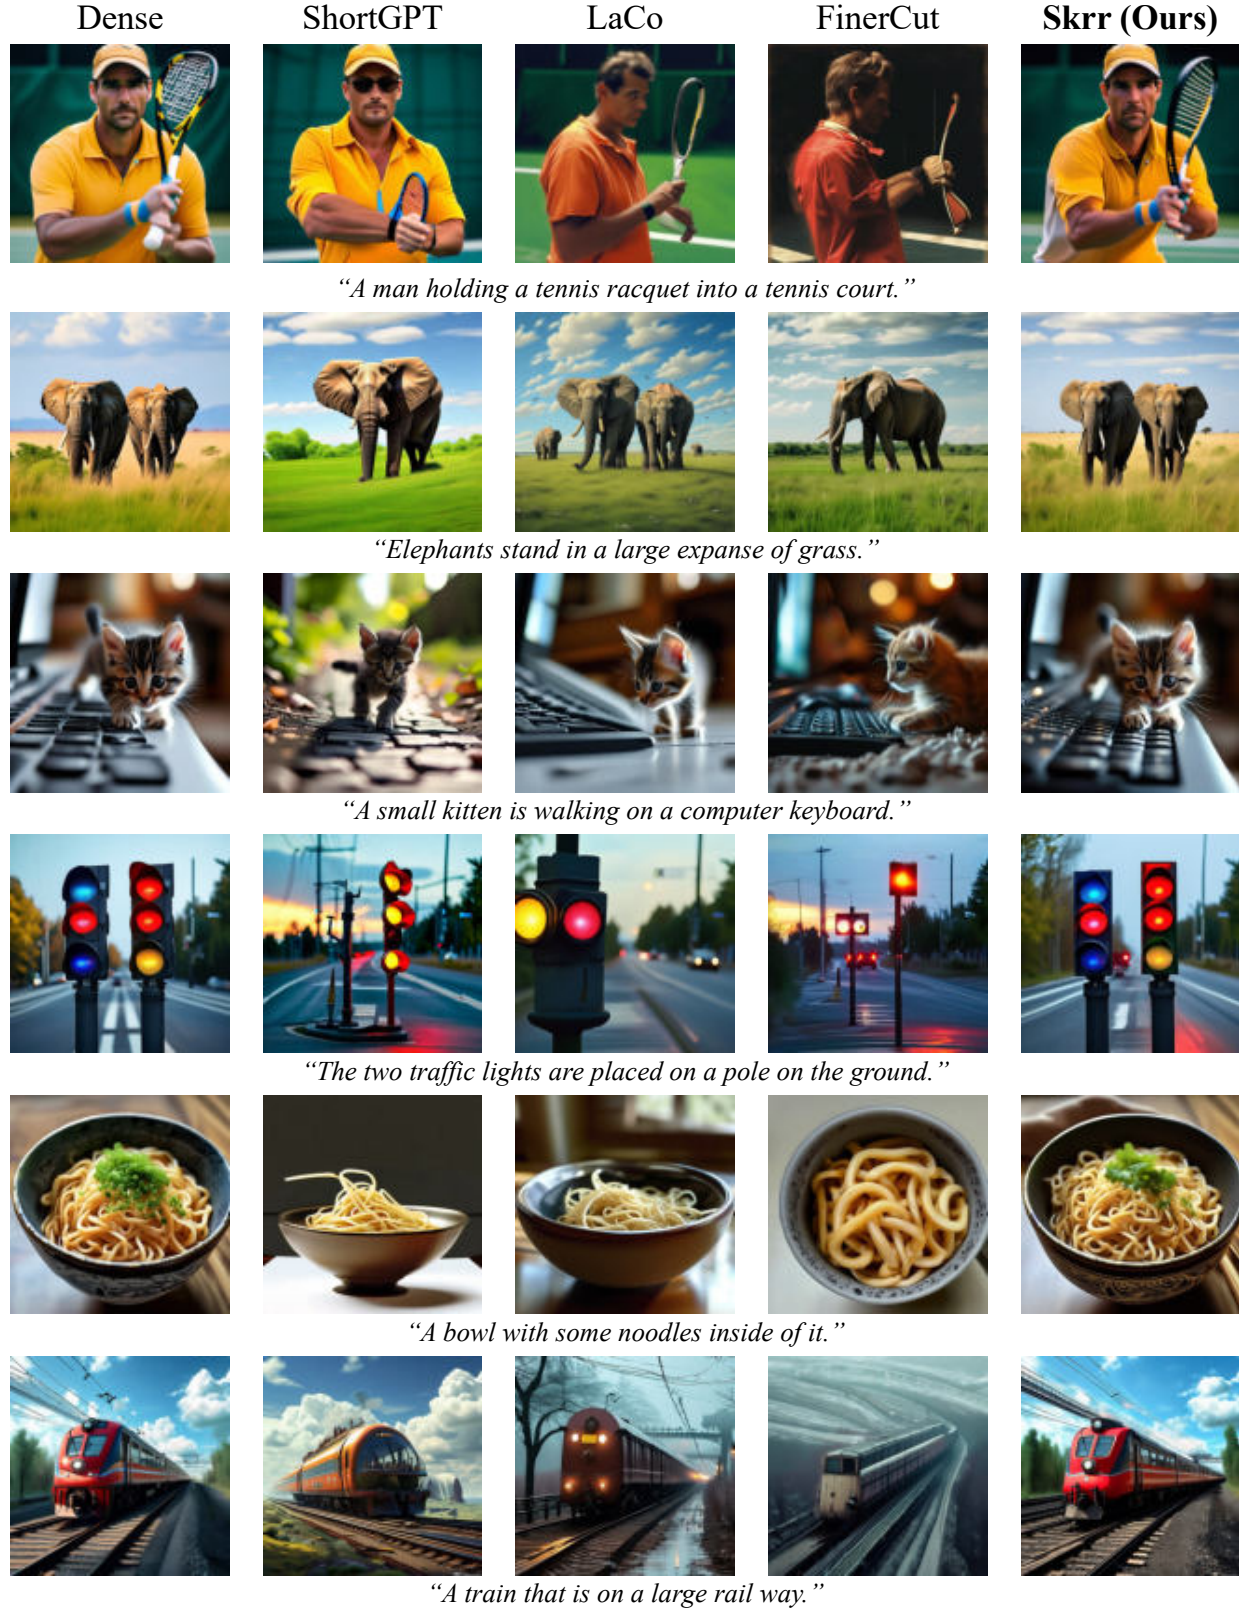 Dense ShortGPT LaCo FinerCut Skrr (Ours)
“A man holding a tennis racquet into a tennis court.”
“Elephants stand in a large expanse of grass.”
“A small kitten is walking on a computer keyboard.”
“The two traffic lights are placed on a pole on the ground.”
“A bowl with some noodles inside of it.”
“A train that is on a large rail way.”